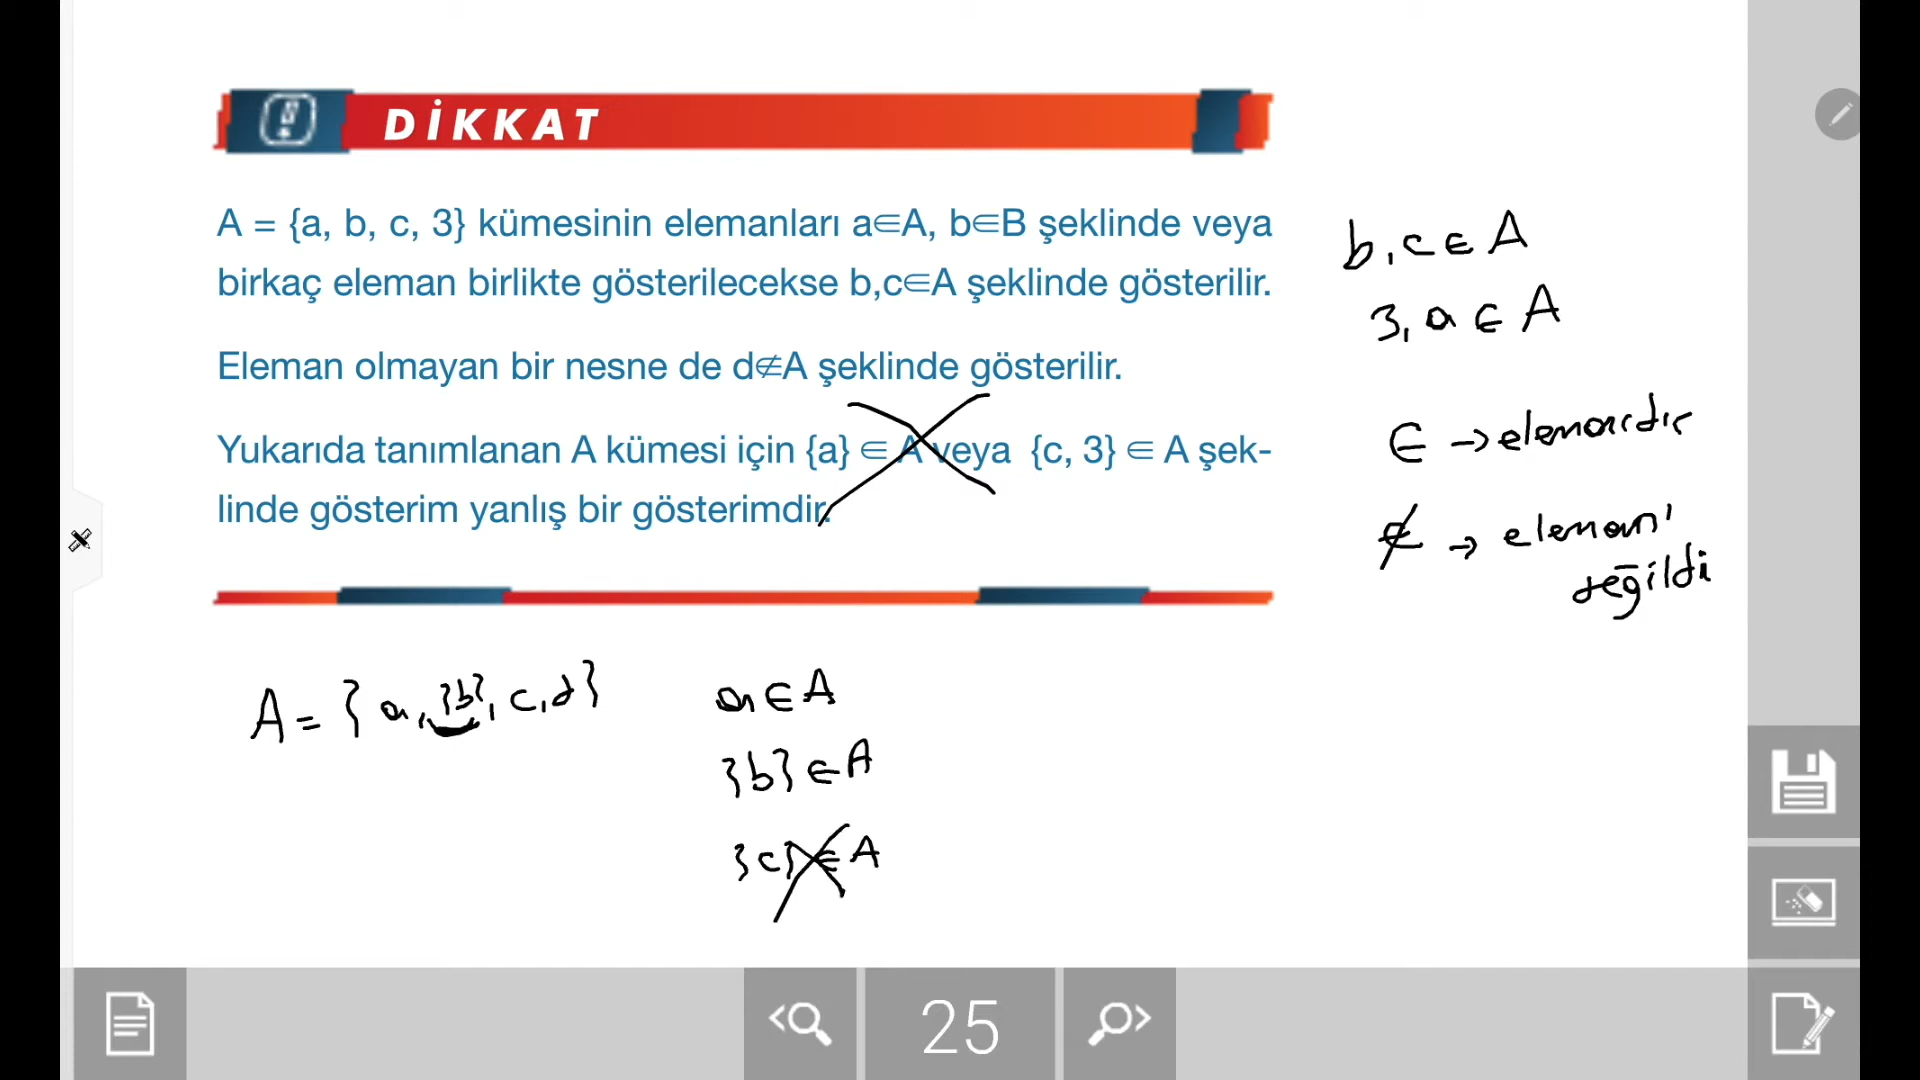 DİKKAT
A = {a, b, c, 3} kümesinin elemanları a∈A, b∈B şeklinde veya
birkaç eleman birlikte gösterilecekse b,c∈A şeklinde gösterilir.
Eleman olmayan bir nesne de d∉A şeklinde gösterilir.
Yukarıda tanımlanan A kümesi için {a} ∈ A veya {c, 3} ∈ A şek-
linde gösterim yanlış bir gösterimdir.
b, c ∈ A
3, a ∈ A
∈ → elemanıdır
∉ → elemanı
değildi
A = { a, {b}, c, d }
a ∈ A
{b} ∈ A
{c} ∈ A
25